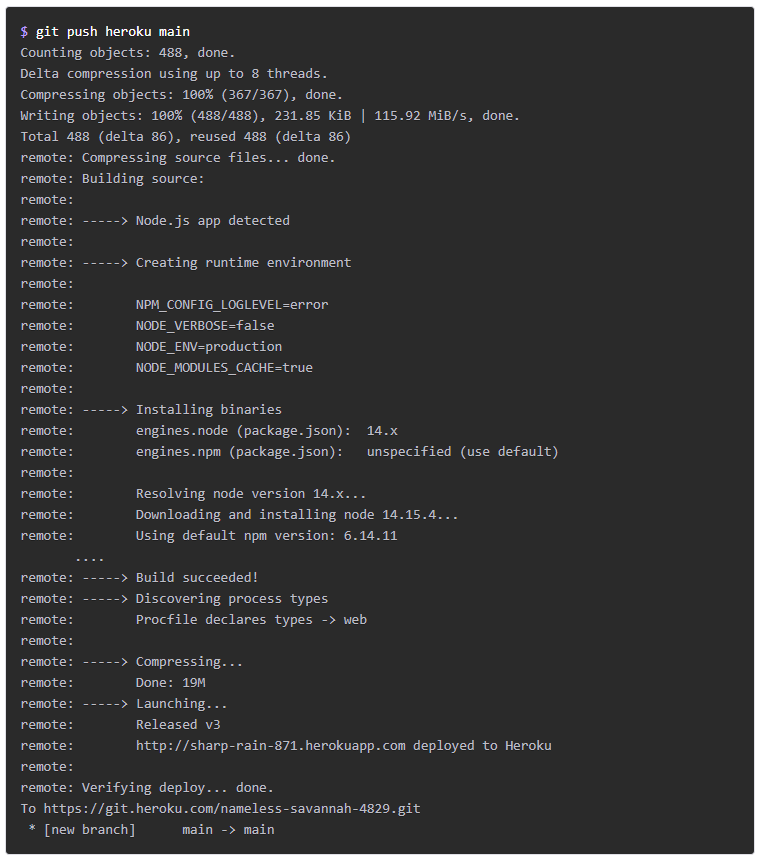 $ git push heroku main
Counting objects: 488, done.
Delta compression using up to 8 threads.
Compressing objects: 100% (367/367), done.
Writing objects: 100% (488/488), 231.85 KiB | 115.92 MiB/s, done.
Total 488 (delta 86), reused 488 (delta 86)
remote: Compressing source files... done.
remote: Building source:
remote:
remote: -----> Node.js app detected
remote:
remote: -----> Creating runtime environment
remote:
remote:        NPM_CONFIG_LOGLEVEL=error
remote:        NODE_VERBOSE=false
remote:        NODE_ENV=production
remote:        NODE_MODULES_CACHE=true
remote:
remote: -----> Installing binaries
remote:        engines.node (package.json):  14.x
remote:        engines.npm (package.json):   unspecified (use default)
remote:
remote:        Resolving node version 14.x...
remote:        Downloading and installing node 14.15.4...
remote:        Using default npm version: 6.14.11
       ....
remote: -----> Build succeeded!
remote: -----> Discovering process types
remote:        Procfile declares types -> web
remote:
remote: -----> Compressing...
remote:        Done: 19M
remote: -----> Launching...
remote:        Released v3
remote:        http://sharp-rain-871.herokuapp.com deployed to Heroku
remote:
remote: Verifying deploy... done.
To https://git.heroku.com/nameless-savannah-4829.git
 * [new branch]      main -> main